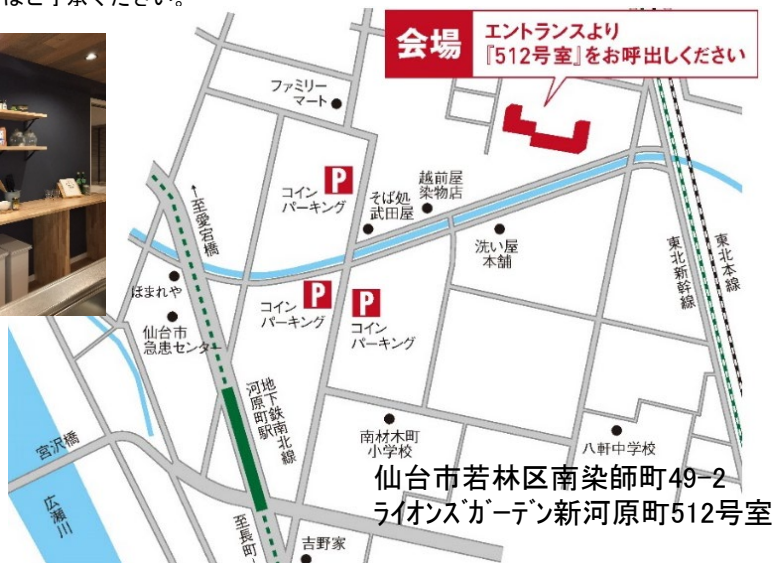 はご了承ください。
会場
エントランスより
『512号室』をお呼出しください
ファミリー
マート
P
コイン
パーキング
越前屋
染物店
そば処
武田屋
←至愛宕橋
洗い屋
本舗
東北新幹線
東北本線
ほまれや
仙台市
急患センター
P
コイン
パーキング
P
コイン
パーキング
地下鉄南北線
河原町駅
南材木町
小学校
八軒中学校
宮沢橋
広瀬川
仙台市若林区南染師町49-2
ライオンズガーデン新河原町512号室
至長町
吉野家